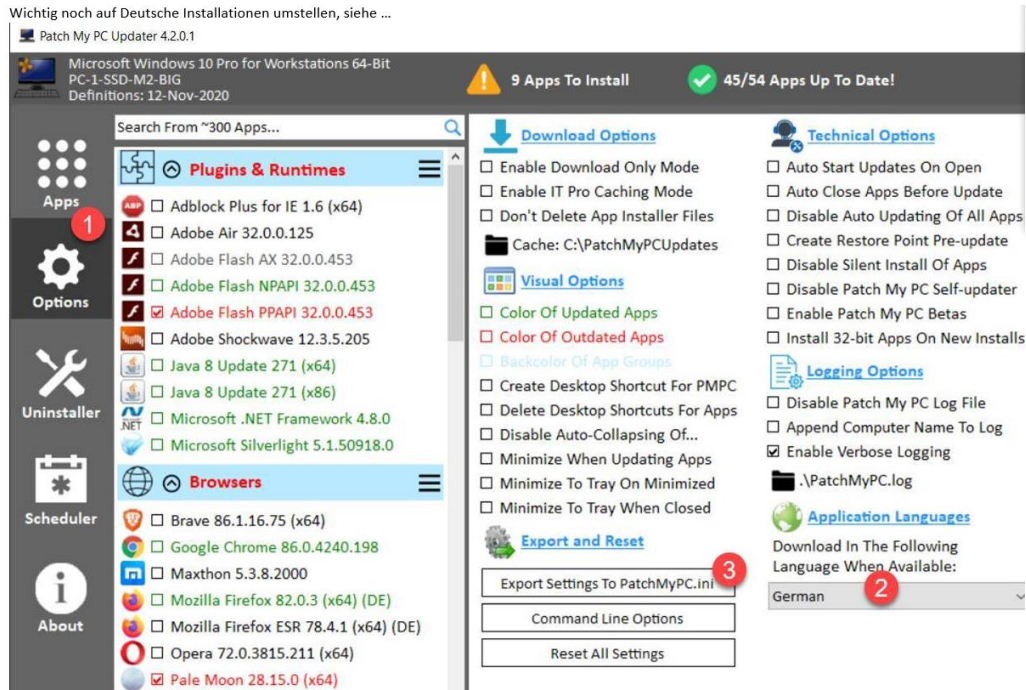 Wichtig noch auf Deutsche Installationen umstellen, siehe ...
Patch My PC Updater 4.2.0.1
Microsoft Windows 10 Pro for Workstations 64-Bit
PC-1-SSD-M2-BIG
Definitions: 12-Nov-2020
9 Apps To Install
45/54 Apps Up To Date!
Apps
1
Options
Uninstaller
Scheduler
About
Search From ~300 Apps...
Plugins & Runtimes
Adblock Plus for IE 1.6 (x64)
Adobe Air 32.0.0.125
Adobe Flash AX 32.0.0.453
Adobe Flash NPAPI 32.0.0.453
Adobe Flash PPAPI 32.0.0.453
Adobe Shockwave 12.3.5.205
Java 8 Update 271 (x64)
Java 8 Update 271 (x86)
Microsoft .NET Framework 4.8.0
Microsoft Silverlight 5.1.50918.0
Browsers
Brave 86.1.16.75 (x64)
Google Chrome 86.0.4240.198
Maxthon 5.3.8.2000
Mozilla Firefox 82.0.3 (x64) (DE)
Mozilla Firefox ESR 78.4.1 (x64) (DE)
Opera 72.0.3815.211 (x64)
Pale Moon 28.15.0 (x64)
Download Options
Enable Download Only Mode
Enable IT Pro Caching Mode
Don't Delete App Installer Files
Cache: C:\PatchMyPCUpdates
Visual Options
Color Of Updated Apps
Color Of Outdated Apps
Backcolor Of App Groups
Create Desktop Shortcut For PMPC
Delete Desktop Shortcuts For Apps
Disable Auto-Collapsing Of...
Minimize When Updating Apps
Minimize To Tray On Minimized
Minimize To Tray When Closed
Export and Reset
Export Settings To PatchMyPC.ini
3
Command Line Options
Reset All Settings
Technical Options
Auto Start Updates On Open
Auto Close Apps Before Update
Disable Auto Updating Of All Apps
Create Restore Point Pre-update
Disable Silent Install Of Apps
Disable Patch My PC Self-updater
Enable Patch My PC Betas
Install 32-bit Apps On New Installs
Logging Options
Disable Patch My PC Log File
Append Computer Name To Log
Enable Verbose Logging
.\PatchMyPC.log
Application Languages
Download In The Following
Language When Available:
German
2